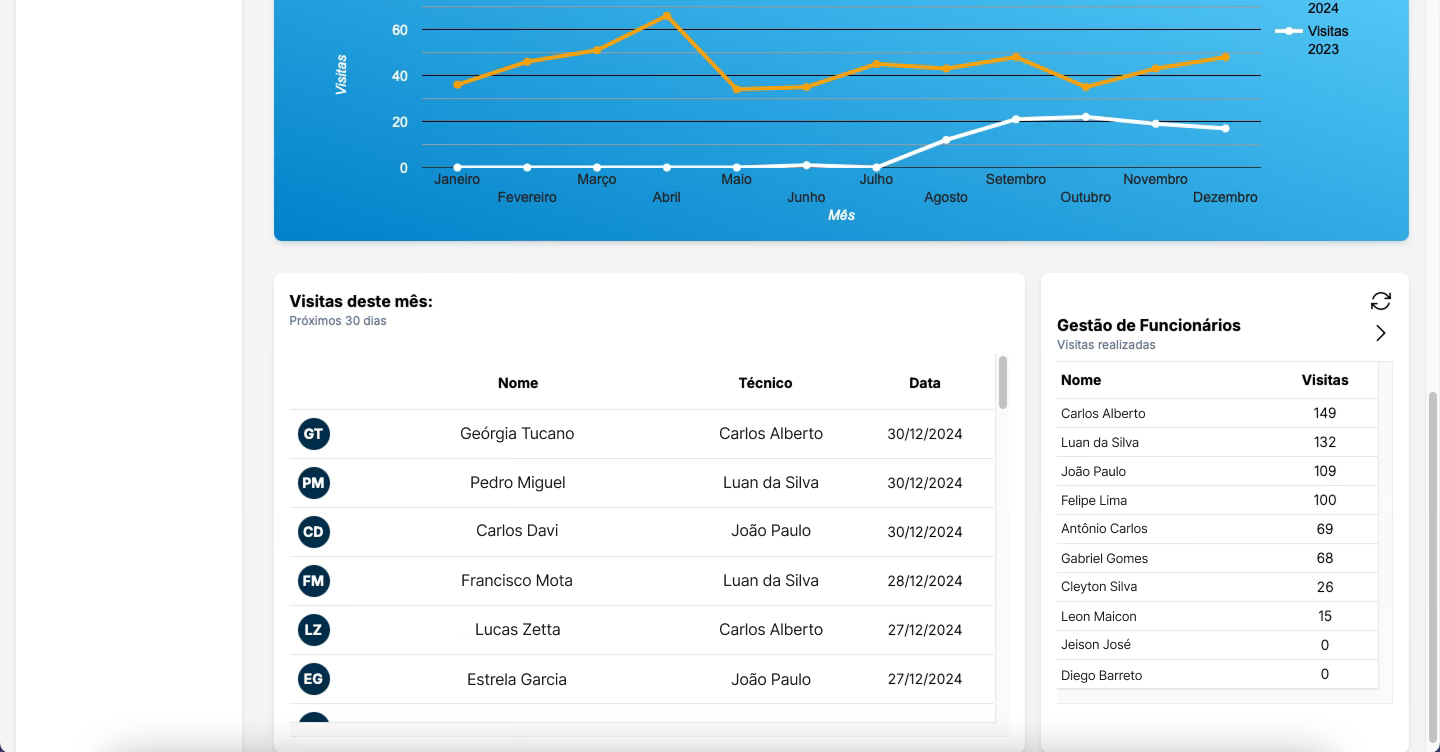 2024
Visitas
2023
60
40
20
0
Visitas
Janeiro
Fevereiro
Março
Abril
Maio
Junho
Julho
Agosto
Setembro
Outubro
Novembro
Dezembro
Mês
Visitas deste mês:
Próximos 30 dias
Nome Técnico Data
GT Geórgia Tucano Carlos Alberto 30/12/2024
PM Pedro Miguel Luan da Silva 30/12/2024
CD Carlos Davi João Paulo 30/12/2024
FM Francisco Mota Luan da Silva 28/12/2024
LZ Lucas Zetta Carlos Alberto 27/12/2024
EG Estrela Garcia João Paulo 27/12/2024
Gestão de Funcionários
Visitas realizadas
Nome Visitas
Carlos Alberto 149
Luan da Silva 132
João Paulo 109
Felipe Lima 100
Antônio Carlos 69
Gabriel Gomes 68
Cleyton Silva 26
Leon Maicon 15
Jeison José 0
Diego Barreto 0